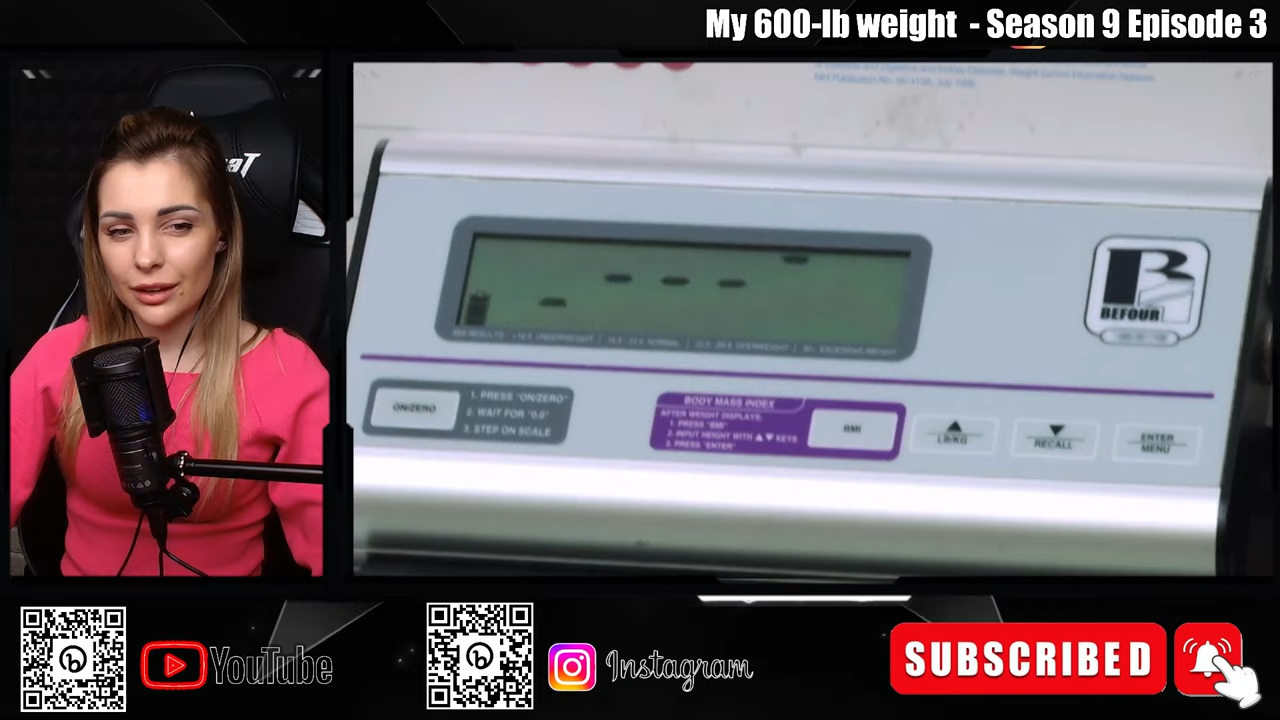 My 600-lb weight - Season 9 Episode 3
BEFOUR
ON/ZERO
1. PRESS "ON/ZERO"
2. WAIT FOR "0.0"
3. STEP ON SCALE
BODY MASS INDEX
AFTER WEIGHT DISPLAYS:
1. PRESS "BMI"
2. INPUT HEIGHT WITH ▲▼ KEYS
3. PRESS "ENTER"
BMI
LB/KG
RECALL
ENTER
MENU
YouTube
Instagram
SUBSCRIBED